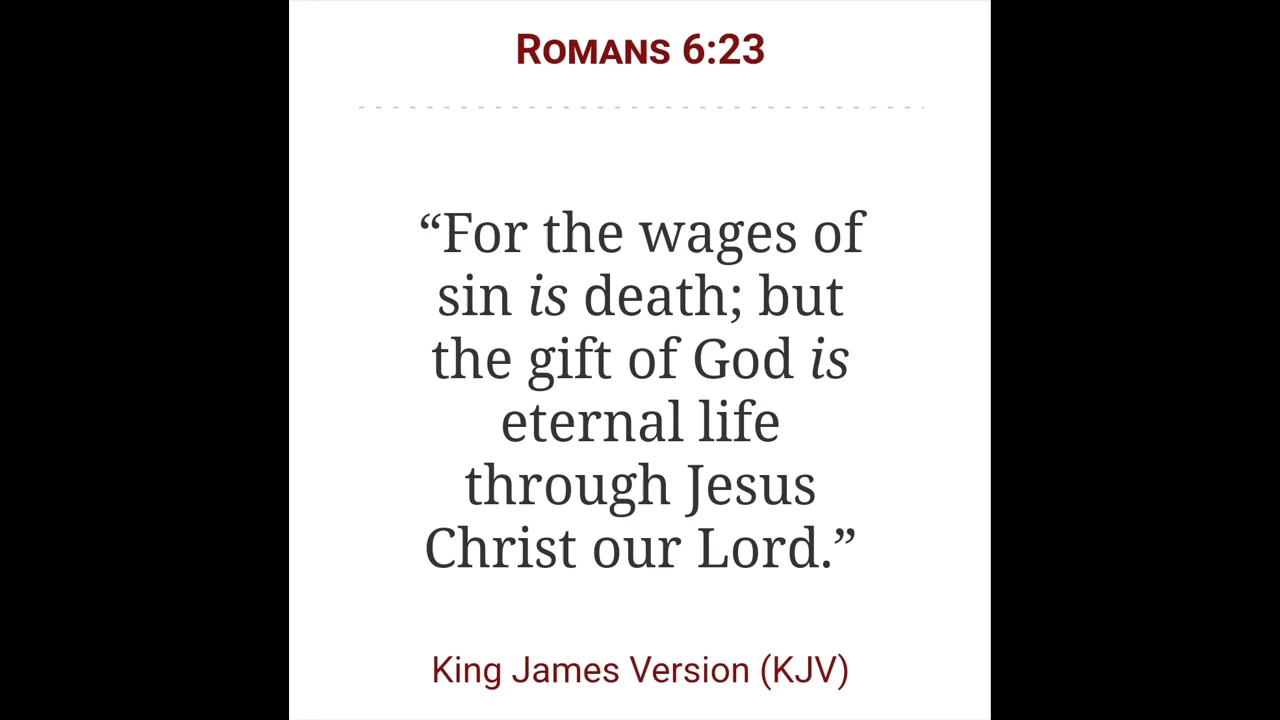 Romans 6:23
“For the wages of
sin is death; but
the gift of God is
eternal life
through Jesus
Christ our Lord.”
King James Version (KJV)